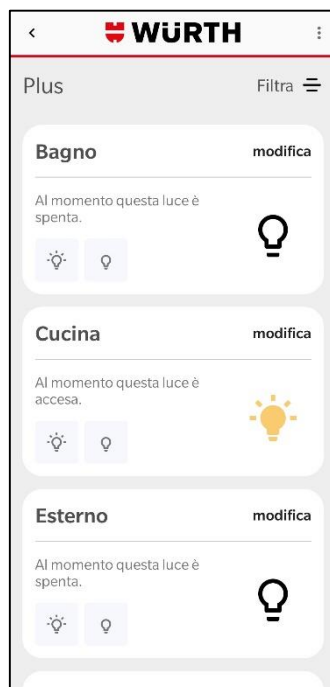 WÜRTH
Plus
Filtra
Bagno
modifica
Al momento questa luce è
spenta.
Cucina
modifica
Al momento questa luce è
accesa.
Esterno
modifica
Al momento questa luce è
spenta.